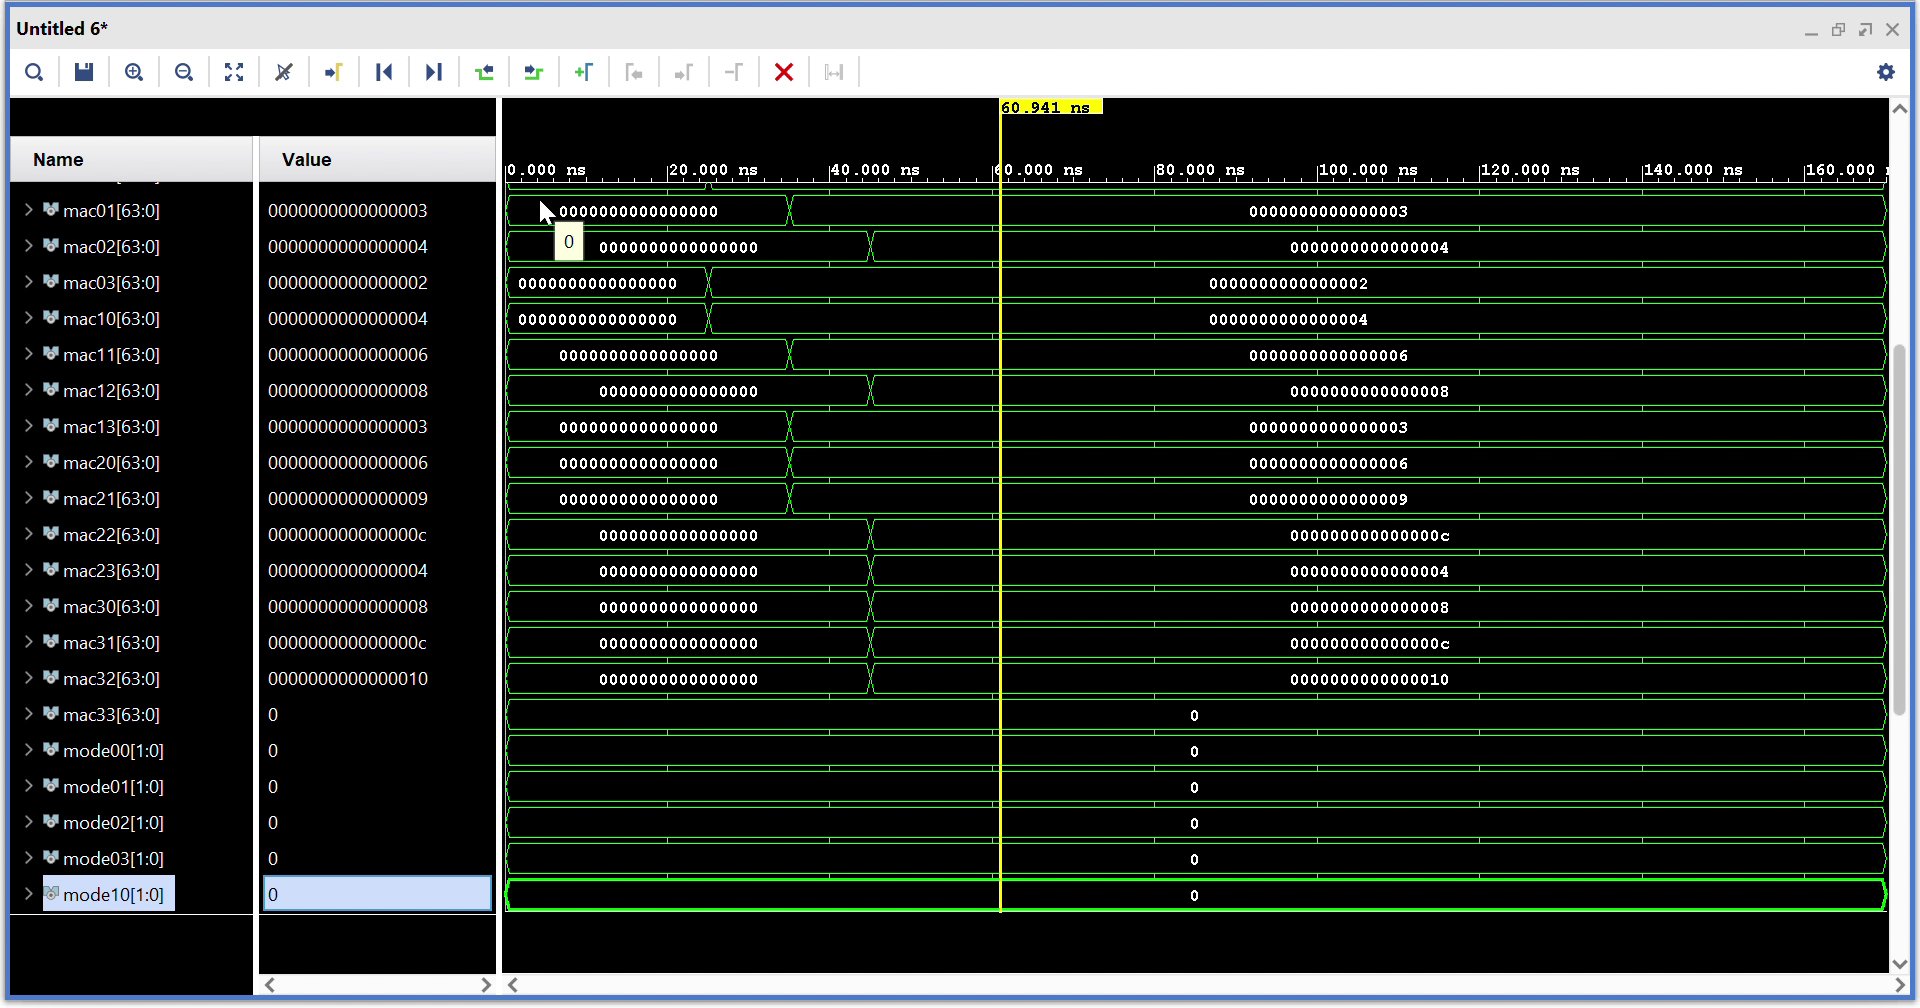 Untitled 6*
60.941 ns
Name Value
0.000 ns 20.000 ns 40.000 ns 60.000 ns 80.000 ns 100.000 ns 120.000 ns 140.000 ns 160.000
mac01[63:0] 0000000000000003 0000000000000000 0000000000000003
0
mac02[63:0] 0000000000000004 0000000000000000 0000000000000004
mac03[63:0] 0000000000000002 0000000000000000 0000000000000002
mac10[63:0] 0000000000000004 0000000000000000 0000000000000004
mac11[63:0] 0000000000000006 0000000000000000 0000000000000006
mac12[63:0] 0000000000000008 0000000000000000 0000000000000008
mac13[63:0] 0000000000000003 0000000000000000 0000000000000003
mac20[63:0] 0000000000000006 0000000000000000 0000000000000006
mac21[63:0] 0000000000000009 0000000000000000 0000000000000009
mac22[63:0] 000000000000000c 0000000000000000 000000000000000c
mac23[63:0] 0000000000000004 0000000000000000 0000000000000004
mac30[63:0] 0000000000000008 0000000000000000 0000000000000008
mac31[63:0] 000000000000000c 0000000000000000 000000000000000c
mac32[63:0] 0000000000000010 0000000000000000 0000000000000010
mac33[63:0] 0 0
mode00[1:0] 0 0
mode01[1:0] 0 0
mode02[1:0] 0 0
mode03[1:0] 0 0
mode10[1:0] 0 0